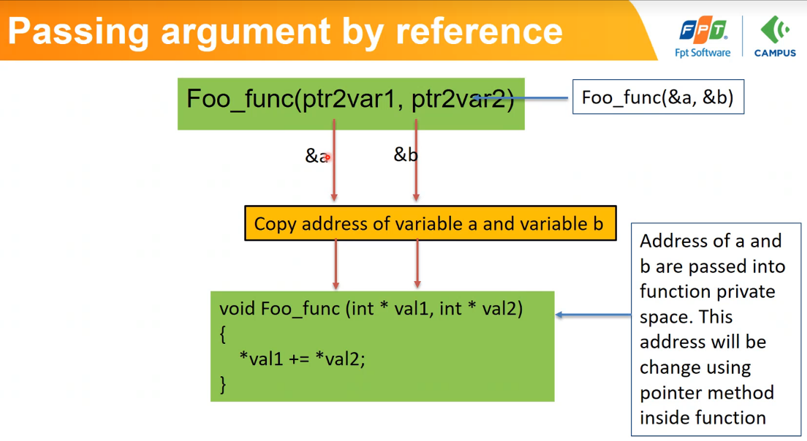 Passing argument by reference
FPT
Fpt Software
CAMPUS
Foo_func(ptr2var1, ptr2var2)
Foo_func(&a, &b)
&a
&b
Copy address of variable a and variable b
void Foo_func (int * val1, int * val2)
{
*val1 += *val2;
}
Address of a and
b are passed into
function private
space. This
address will be
change using
pointer method
inside function